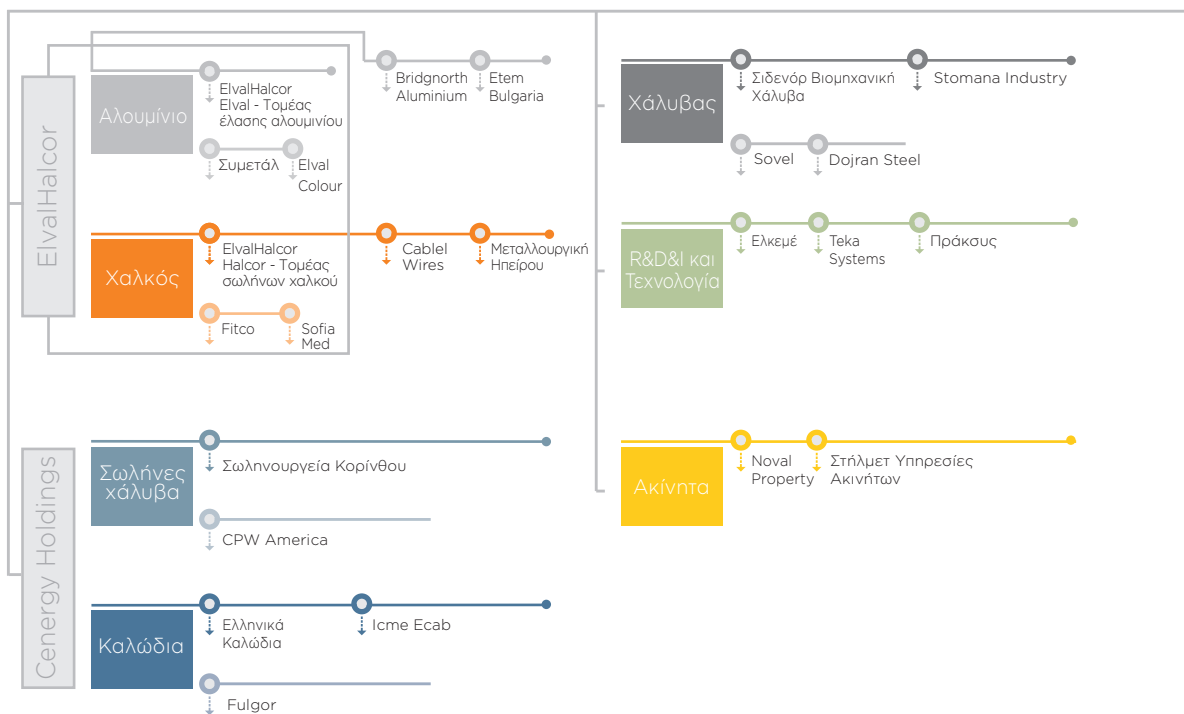 ElvalHalcor
Αλουμίνιο
ElvalHalcor
Elval - Τομέας
έλασης αλουμινίου
Bridgnorth
Aluminium
Etem
Bulgaria
Συμετάλ
Elval
Colour
Χαλκός
ElvalHalcor
Halcor - Τομέας
σωλήνων χαλκού
Cablel
Wires
Μεταλλουργική
Ηπείρου
Fitco
Sofia
Med
Cenergy Holdings
Σωλήνες
χάλυβα
Σωληνουργεία Κορίνθου
CPW America
Καλώδια
Ελληνικά
Καλώδια
Icme Ecab
Fulgor
Χάλυβας
Σιδενόρ Βιομηχανική
Χάλυβα
Stomana Industry
Sovel
Dojran Steel
R&D&I και
Τεχνολογία
Ελκεμέ
Teka
Systems
Πράκσυς
Ακίνητα
Noval
Property
Στήλμετ Υπηρεσίες
Ακινήτων